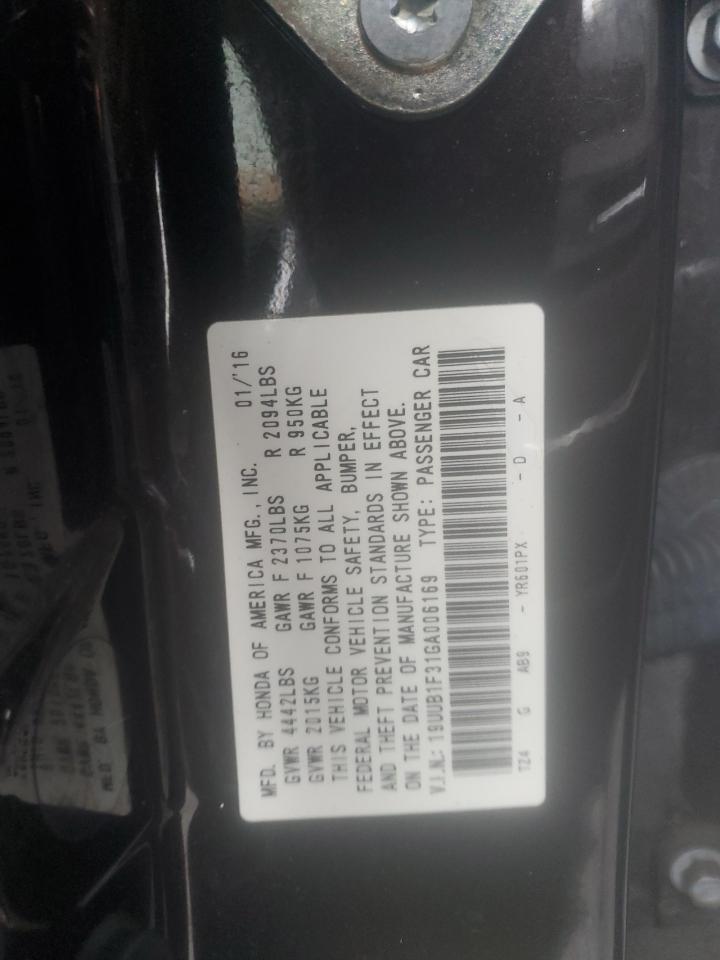 MFD. BY HONDA OF AMERICA MFG., INC. 01/'16
GVWR 4442LBS GAWR F 2370LBS R 2094LBS
GVWR 2015KG GAWR F 1075KG R 950KG
THIS VEHICLE CONFORMS TO ALL APPLICABLE
FEDERAL MOTOR VEHICLE SAFETY, BUMPER,
AND THEFT PREVENTION STANDARDS IN EFFECT
ON THE DATE OF MANUFACTURE SHOWN ABOVE.
V.I.N.: 19UUB1F31GA006169 TYPE: PASSENGER CAR
TZ4 G AB9 - YR601PX - D - A